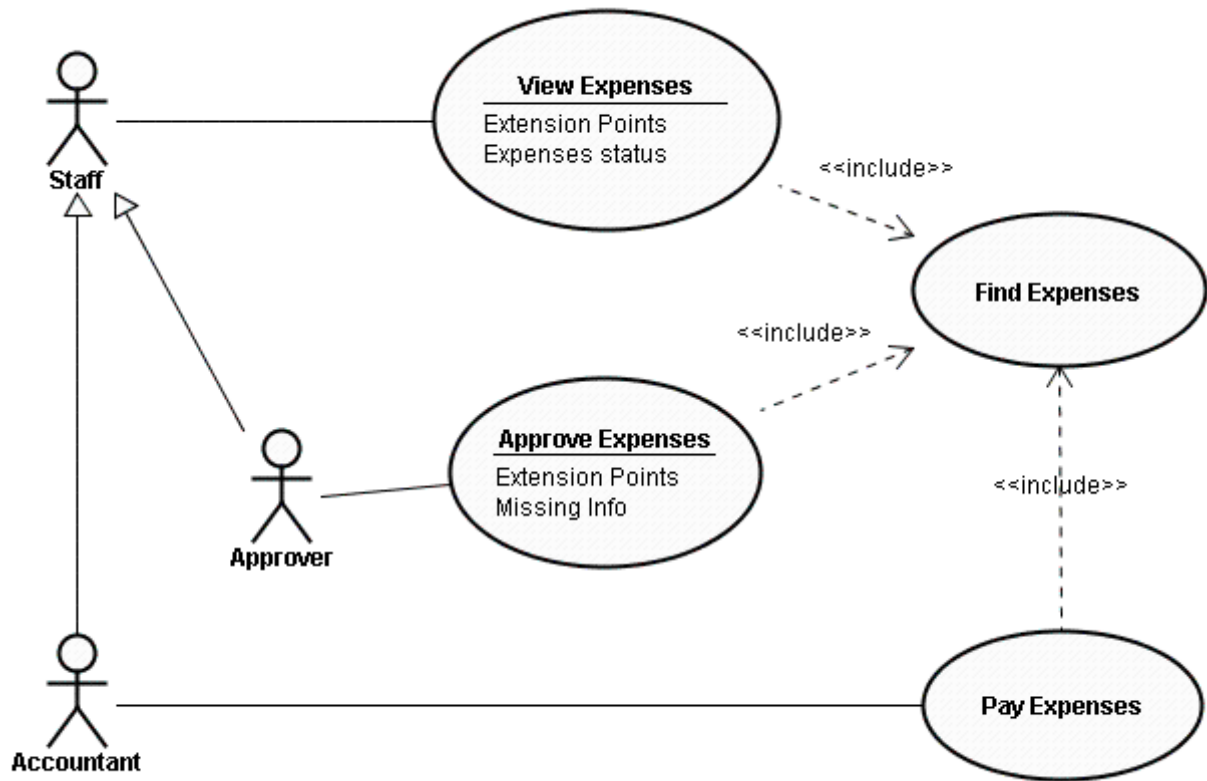 View Expenses
Extension Points
Expenses status
Staff
<<include>>
Find Expenses
<<include>>
Approve Expenses
Extension Points
Missing Info
Approver
<<include>>
Pay Expenses
Accountant